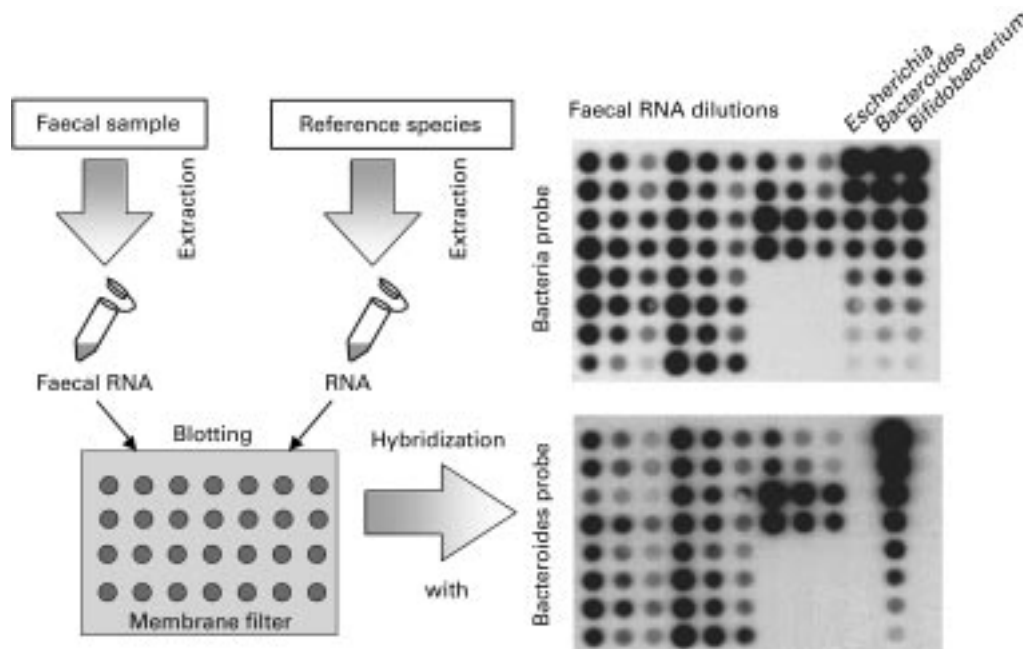 Faecal sample
Reference species
Extraction
Extraction
Faecal RNA
RNA
Blotting
Membrane filter
Hybridization
with
Faecal RNA dilutions
Escherichia
Bacteroides
Bifidobacterium
Bacteria probe
Bacteroides probe